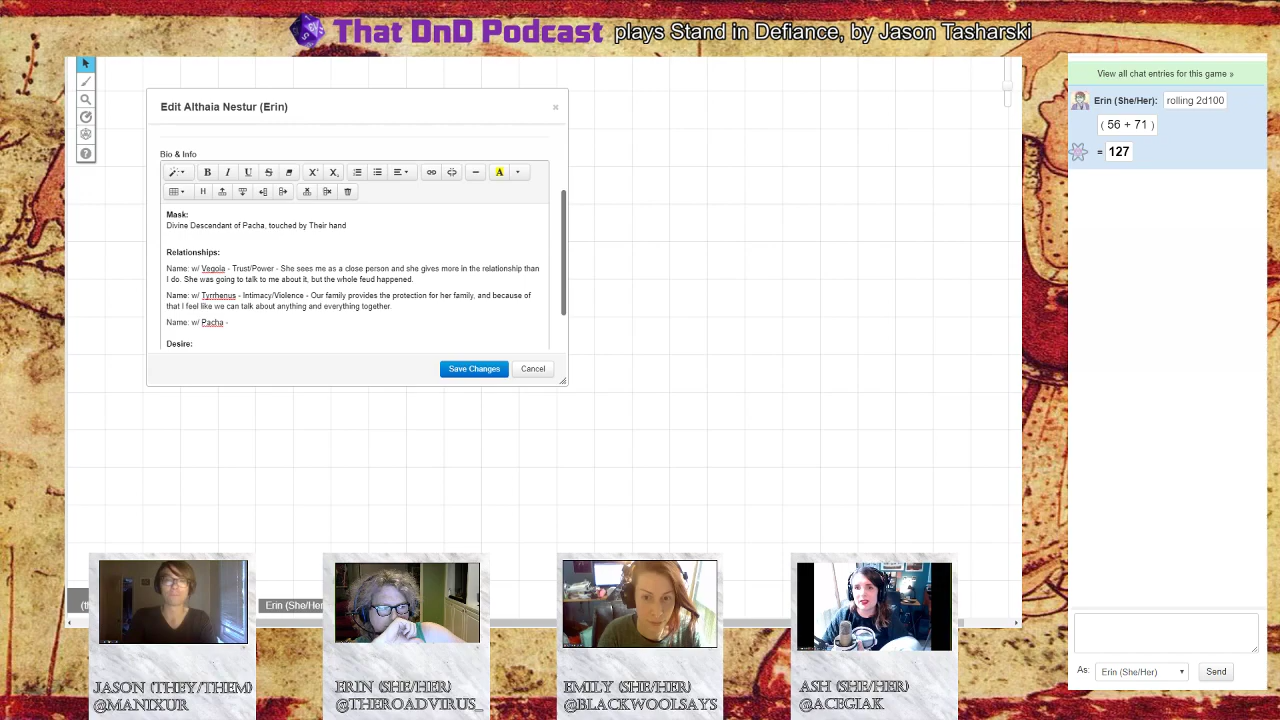 That DnD Podcast plays Stand in Defiance, by Jason Tasharski
View all chat entries for this game »
Erin (She/Her): rolling 2d100
( 56 + 71 )
= 127
Edit Althaia Nestur (Erin)
×
Bio & Info
Mask:
Divine Descendant of Pacha, touched by Their hand
Relationships:
Name: w/ Vegoia - Trust/Power - She sees me as a close person and she gives more in the relationship than
I do. She was going to talk to me about it, but the whole feud happened.
Name: w/ Tyrrhenus - Intimacy/Violence - Our family provides the protection for her family, and because of
that I feel like we can talk about anything and everything together.
Name: w/ Pacha -
Desire:
Save Changes
Cancel
Erin (She/Her
JASON (THEY/THEM)
@MANDLUR
ERIN (SHE/HER)
@THEROADVIRUS_
EMILY (SHE/HER)
@BLACKWOOLSAYS
ASH (SHE/HER)
@ACEGIAK
As: Erin (She/Her)
Send